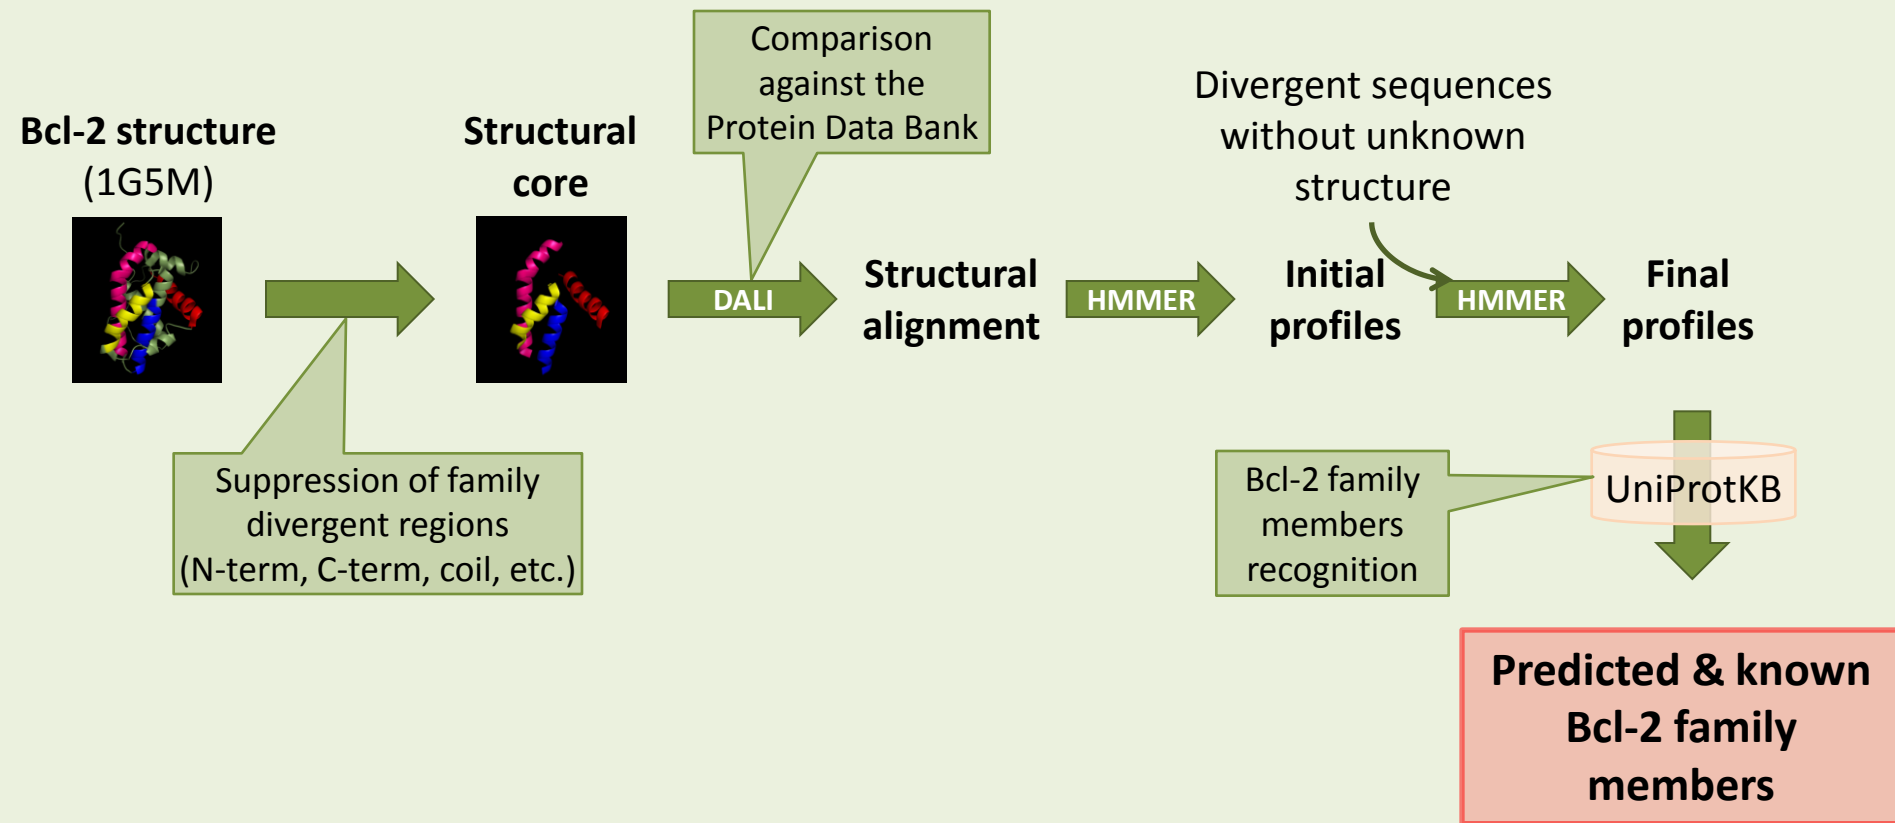 Bcl-2 structure
(1G5M)
Structural
core
Comparison
against the
Protein Data Bank
Divergent sequences
without unknown
structure
DALI
Structural
alignment
HMMER
Initial
profiles
HMMER
Final
profiles
Suppression of family
divergent regions
(N-term, C-term, coil, etc.)
Bcl-2 family
members
recognition
UniProtKB
Predicted & known
Bcl-2 family
members